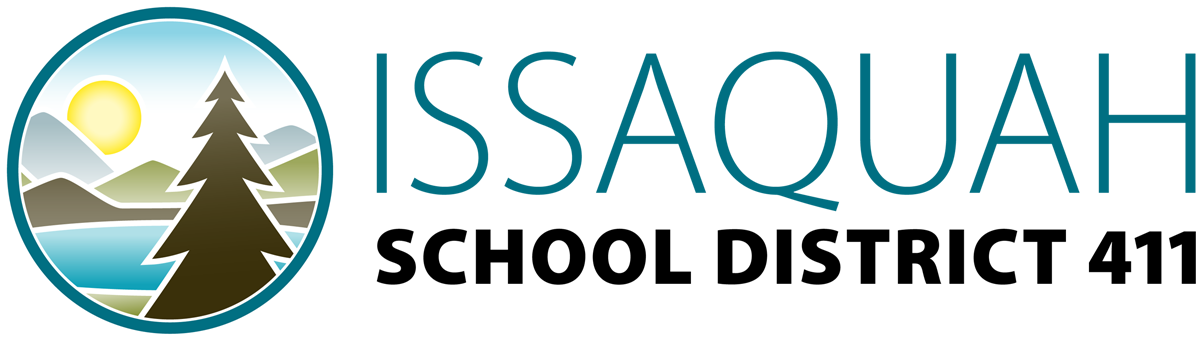 ISSAQUAH
SCHOOL DISTRICT 411